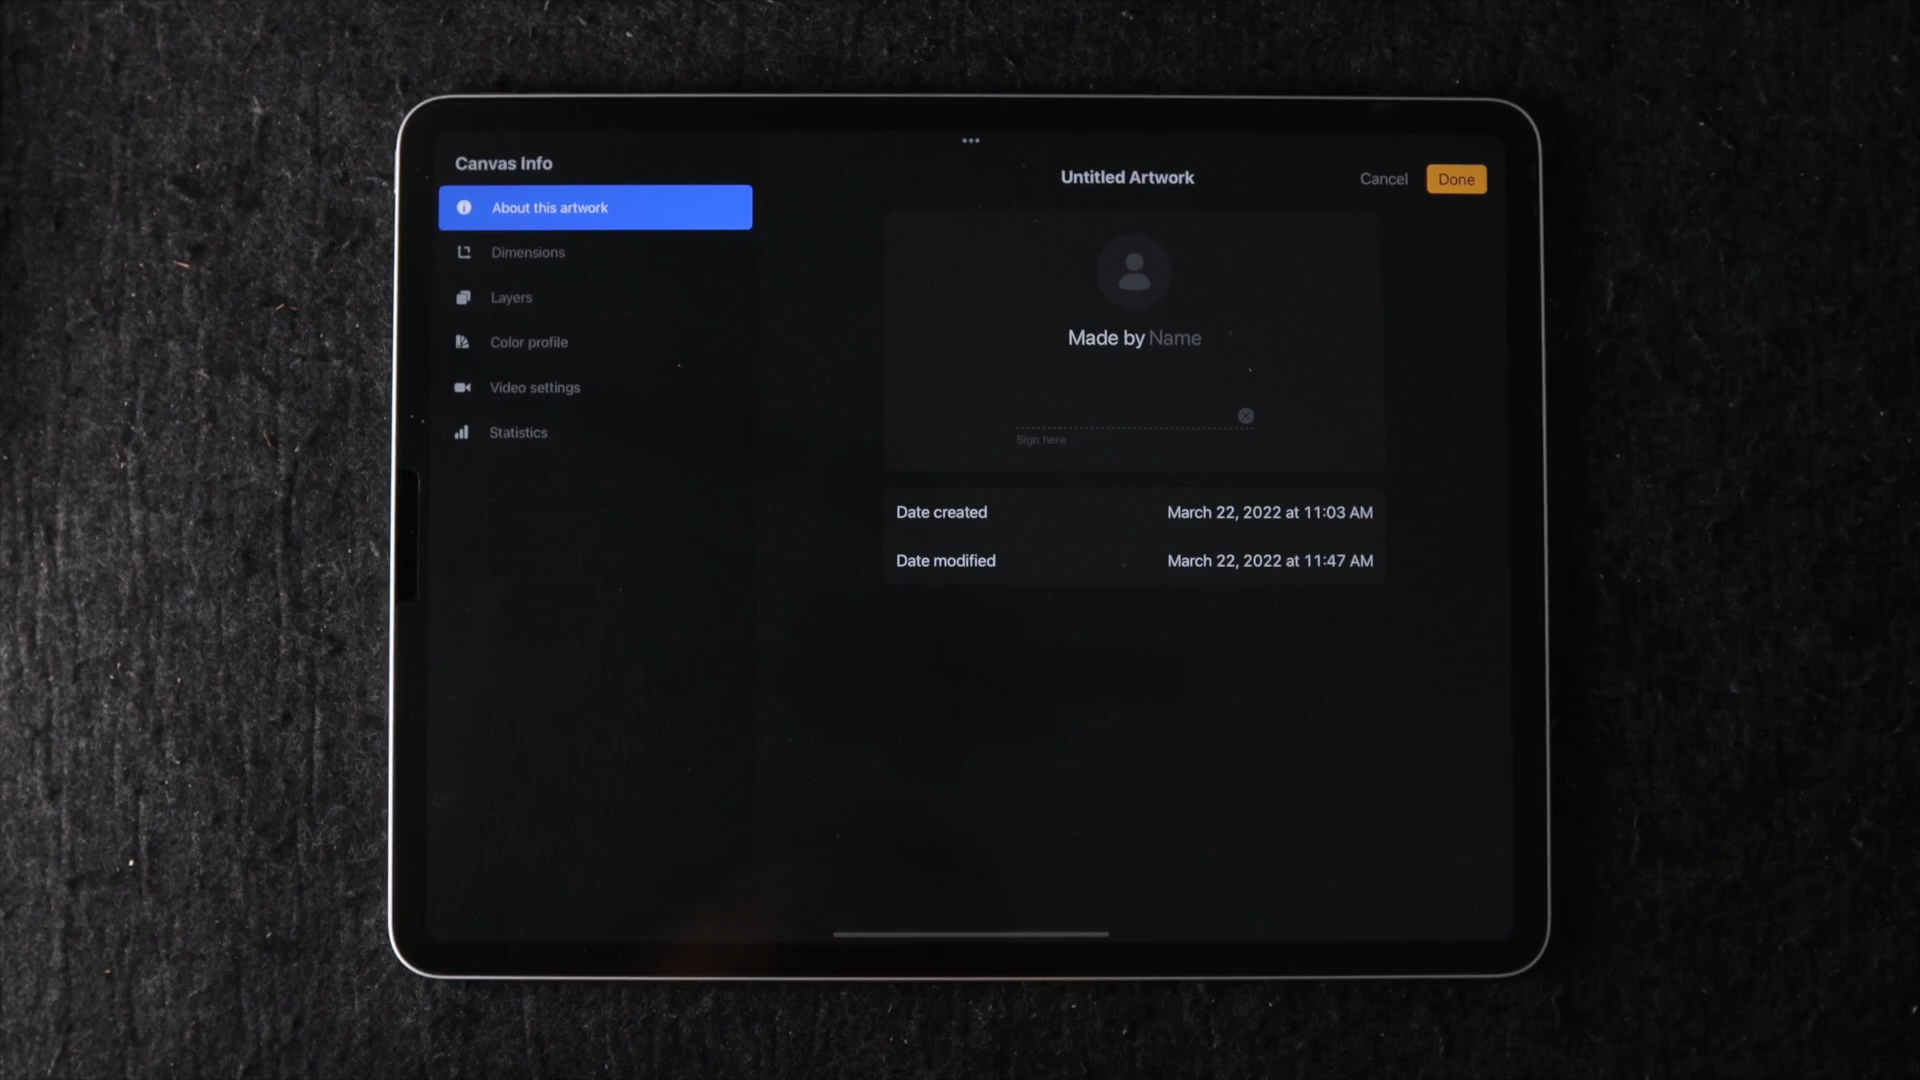 Canvas Info
About this artwork
Dimensions
Layers
Color profile
Video settings
Statistics
Untitled Artwork
Cancel
Done
Made by Name
Sign here
Date created March 22, 2022 at 11:03 AM
Date modified March 22, 2022 at 11:47 AM